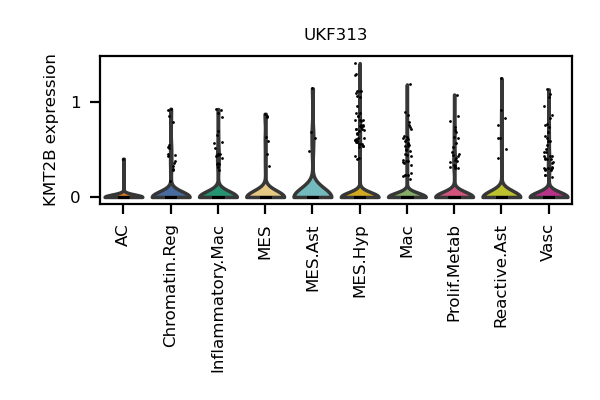 UKF313
KMT2B expression
1
0
AC
Chromatin.Reg
Inflammatory.Mac
MES
MES.Ast
MES.Hyp
Mac
Prolif.Metab
Reactive.Ast
Vasc